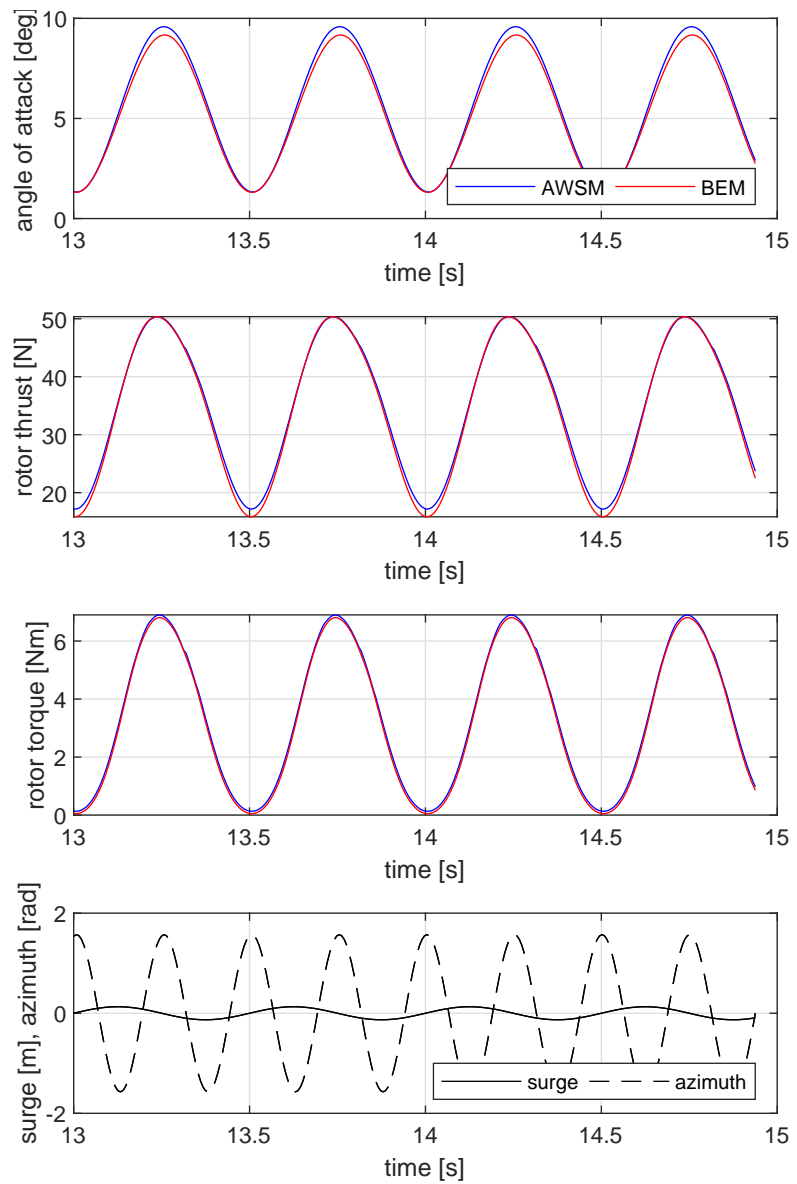 angle of attack [deg]
10
5
0
AWSM BEM
13 13.5 14 14.5 15
time [s]
rotor thrust [N]
50
40
30
20
13 13.5 14 14.5 15
time [s]
rotor torque [Nm]
6
4
2
0
13 13.5 14 14.5 15
time [s]
surge [m], azimuth [rad]
2
0
-2
surge azimuth
13 13.5 14 14.5 15
time [s]